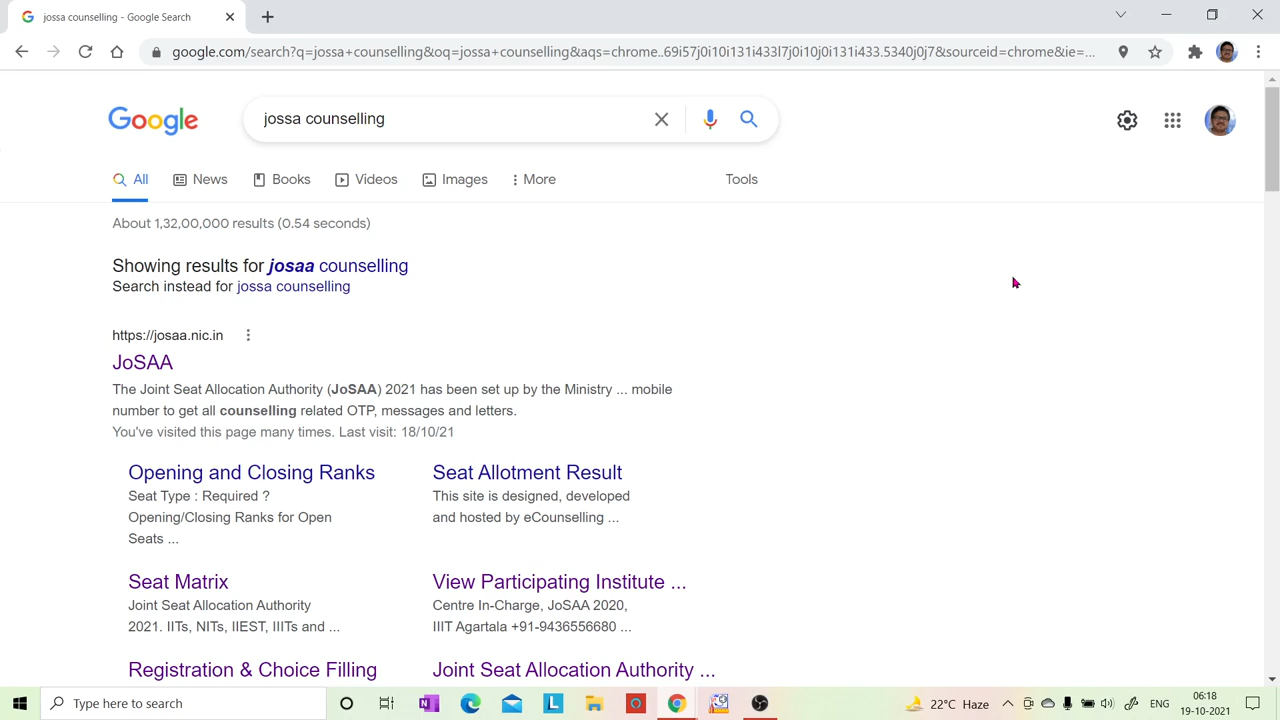 jossa counselling - Google Search
google.com/search?q=jossa+counselling&oq=jossa+counselling&aqs=chrome..69i57j0i10i131i433l7j0i10j0i131i433.5340j0j7&sourceid=chrome&ie=...
Google
jossa counselling
All News Books Videos Images More Tools
About 1,32,00,000 results (0.54 seconds)
Showing results for josaa counselling
Search instead for jossa counselling
https://josaa.nic.in
JoSAA
The Joint Seat Allocation Authority (JoSAA) 2021 has been set up by the Ministry ... mobile
number to get all counselling related OTP, messages and letters.
You've visited this page many times. Last visit: 18/10/21
Opening and Closing Ranks
Seat Type : Required ?
Opening/Closing Ranks for Open
Seats ...
Seat Allotment Result
This site is designed, developed
and hosted by eCounselling ...
Seat Matrix
Joint Seat Allocation Authority
2021. IITs, NITs, IIEST, IIITs and ...
View Participating Institute ...
Centre In-Charge, JoSAA 2020,
IIIT Agartala +91-9436556680 ...
Registration & Choice Filling
Joint Seat Allocation Authority ...
Type here to search
22°C Haze
ENG
06:18
19-10-2021